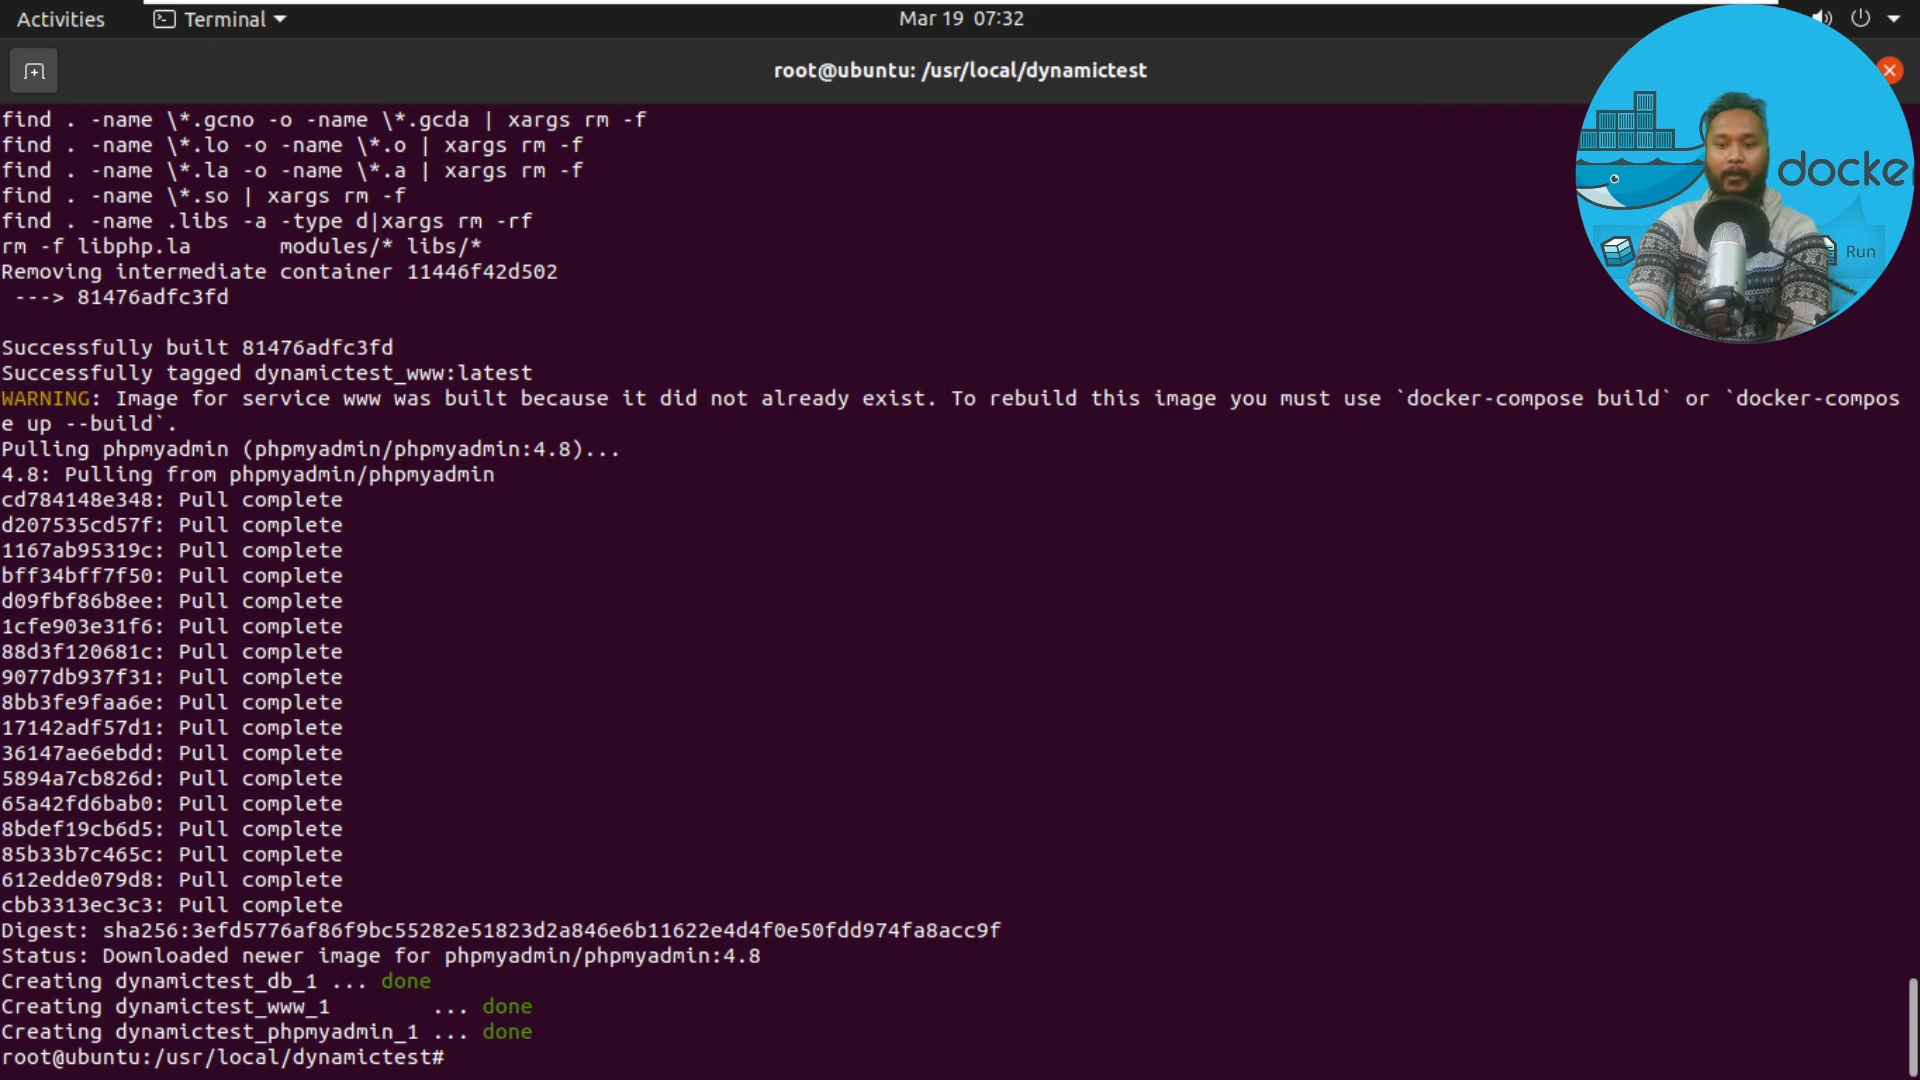 Activities
Terminal
Mar 19 07:32
root@ubuntu: /usr/local/dynamictest
find . -name \*.gcno -o -name \*.gcda | xargs rm -f
find . -name \*.lo -o -name \*.o | xargs rm -f
find . -name \*.la -o -name \*.a | xargs rm -f
find . -name \*.so | xargs rm -f
find . -name .libs -a -type d|xargs rm -rf
rm -f libphp.la       modules/* libs/*
Removing intermediate container 11446f42d502
 ---> 81476adfc3fd
Successfully built 81476adfc3fd
Successfully tagged dynamictest_www:latest
WARNING: Image for service www was built because it did not already exist. To rebuild this image you must use `docker-compose build` or `docker-compos
e up --build`.
Pulling phpmyadmin (phpmyadmin/phpmyadmin:4.8)...
4.8: Pulling from phpmyadmin/phpmyadmin
cd784148e348: Pull complete
d207535cd57f: Pull complete
1167ab95319c: Pull complete
bff34bff7f50: Pull complete
d09fbf86b8ee: Pull complete
1cfe903e31f6: Pull complete
88d3f120681c: Pull complete
9077db937f31: Pull complete
8bb3fe9faa6e: Pull complete
17142adf57d1: Pull complete
36147ae6ebdd: Pull complete
5894a7cb826d: Pull complete
65a42fd6bab0: Pull complete
8bdef19cb6d5: Pull complete
85b33b7c465c: Pull complete
612edde079d8: Pull complete
cbb3313ec3c3: Pull complete
Digest: sha256:3efd5776af86f9bc55282e51823d2a846e6b11622e4d4f0e50fdd974fa8acc9f
Status: Downloaded newer image for phpmyadmin/phpmyadmin:4.8
Creating dynamictest_db_1 ... done
Creating dynamictest_www_1        ... done
Creating dynamictest_phpmyadmin_1 ... done
root@ubuntu:/usr/local/dynamictest#
docke
Run